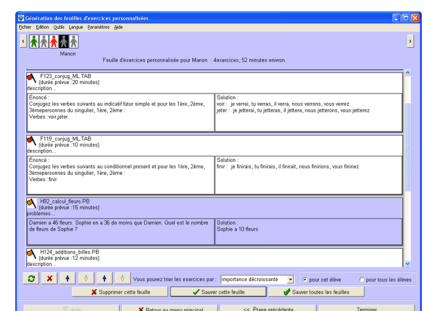 Génération des feuilles d'exercices personnalisées
Fichier Edition Outils Langue Paramètres Aide
Marion
Feuille d'exercices personnalisée pour Marion : 4exercices, 52 minutes environ.
F123_conjug_ML.TAB
(durée prévue :20 minutes)
description...
Énoncé :
Conjuguez les verbes suivants au indicatif futur simple et pour les 1ère, 2ème,
3èmepersonnes du singulier, 1ère, 2ème :
Verbes :voir.jeter.
Solution :
voir : je verrai, tu verras, il verra, nous verrons, vous verrez
jeter : je jetterai, tu jetteras, il jettera, nous jetterons, vous jetterez
F119_conjug_ML.TAB
(durée prévue :10 minutes)
description...
Énoncé :
Conjuguez les verbes suivants au conditionnel présent et pour les 1ère, 2ème,
3èmepersonnes du singulier, 1ère, 2ème :
Verbes :finir.
Solution :
finir : je finirais, tu finirais, il finirait, nous finirions, vous finiriez
H82_calcul_fleurs.PB
(durée prévue :15 minutes)
problemes...
Damien a 46 fleurs. Sophie en a 36 de moins que Damien. Quel est le nombre
de fleurs de Sophie ?
Solution :
Sophie a 10 fleurs
H124_additions_billes.PB
(durée prévue :12 minutes)
description...
Vous pourez trier les exercices par : importance décroissante
pour cet élève
pour tous les élèves
Supprimer cette feuille
Sauver cette feuille
Sauver toutes les feuilles
Aide
Retour au menu principal
<< Étape précédente
Terminer